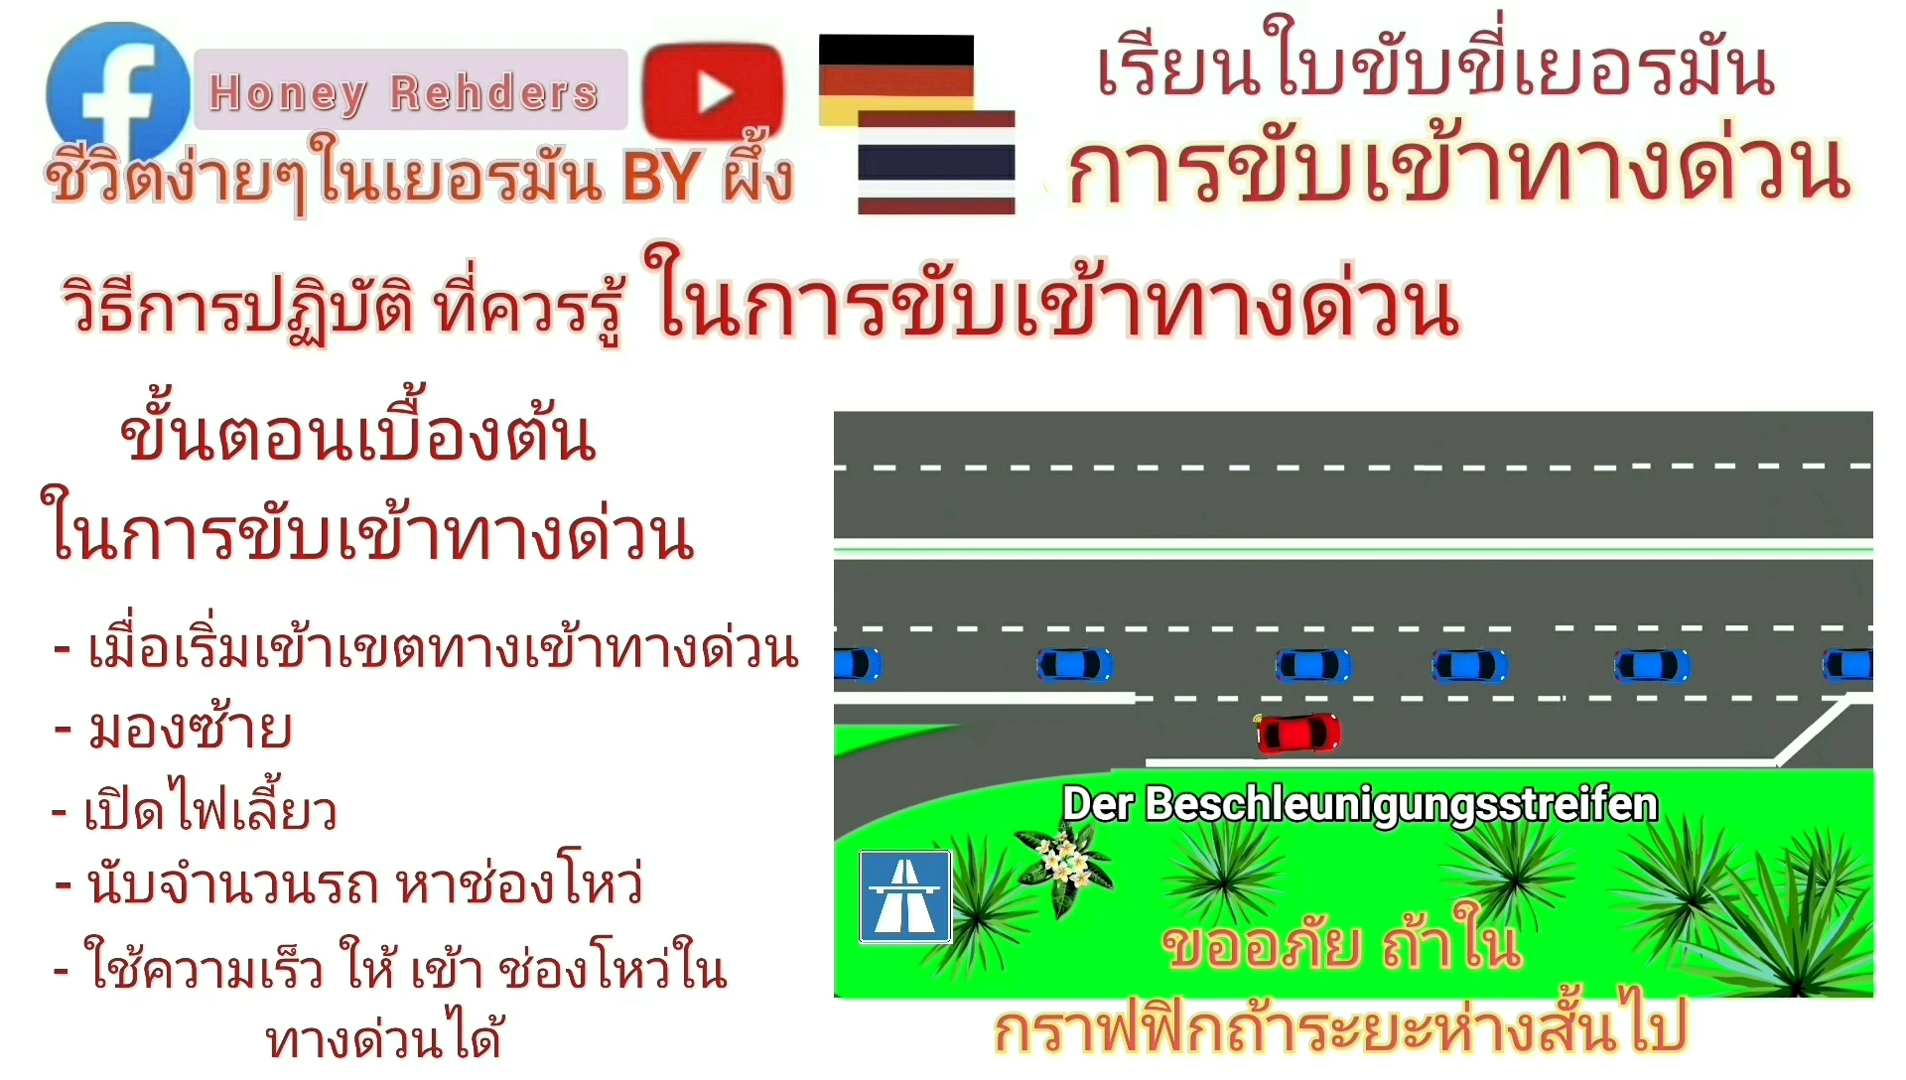 Honey Rehders
ชีวิตง่ายๆในเยอรมัน BY ผึ้ง
เรียนใบขับขี่เยอรมัน
การขับเข้าทางด่วน
วิธีการปฏิบัติ ที่ควรรู้ ในการขับเข้าทางด่วน
ขั้นตอนเบื้องต้น
ในการขับเข้าทางด่วน
- เมื่อเริ่มเข้าเขตทางเข้าทางด่วน
- มองซ้าย
- เปิดไฟเลี้ยว
- นับจำนวนรถ หาช่องโหว่
- ใช้ความเร็ว ให้ เข้า ช่องโหว่ใน
ทางด่วนได้
Der Beschleunigungsstreifen
ขออภัย ถ้าใน
กราฟฟิกถ้าระยะห่างสั้นไป